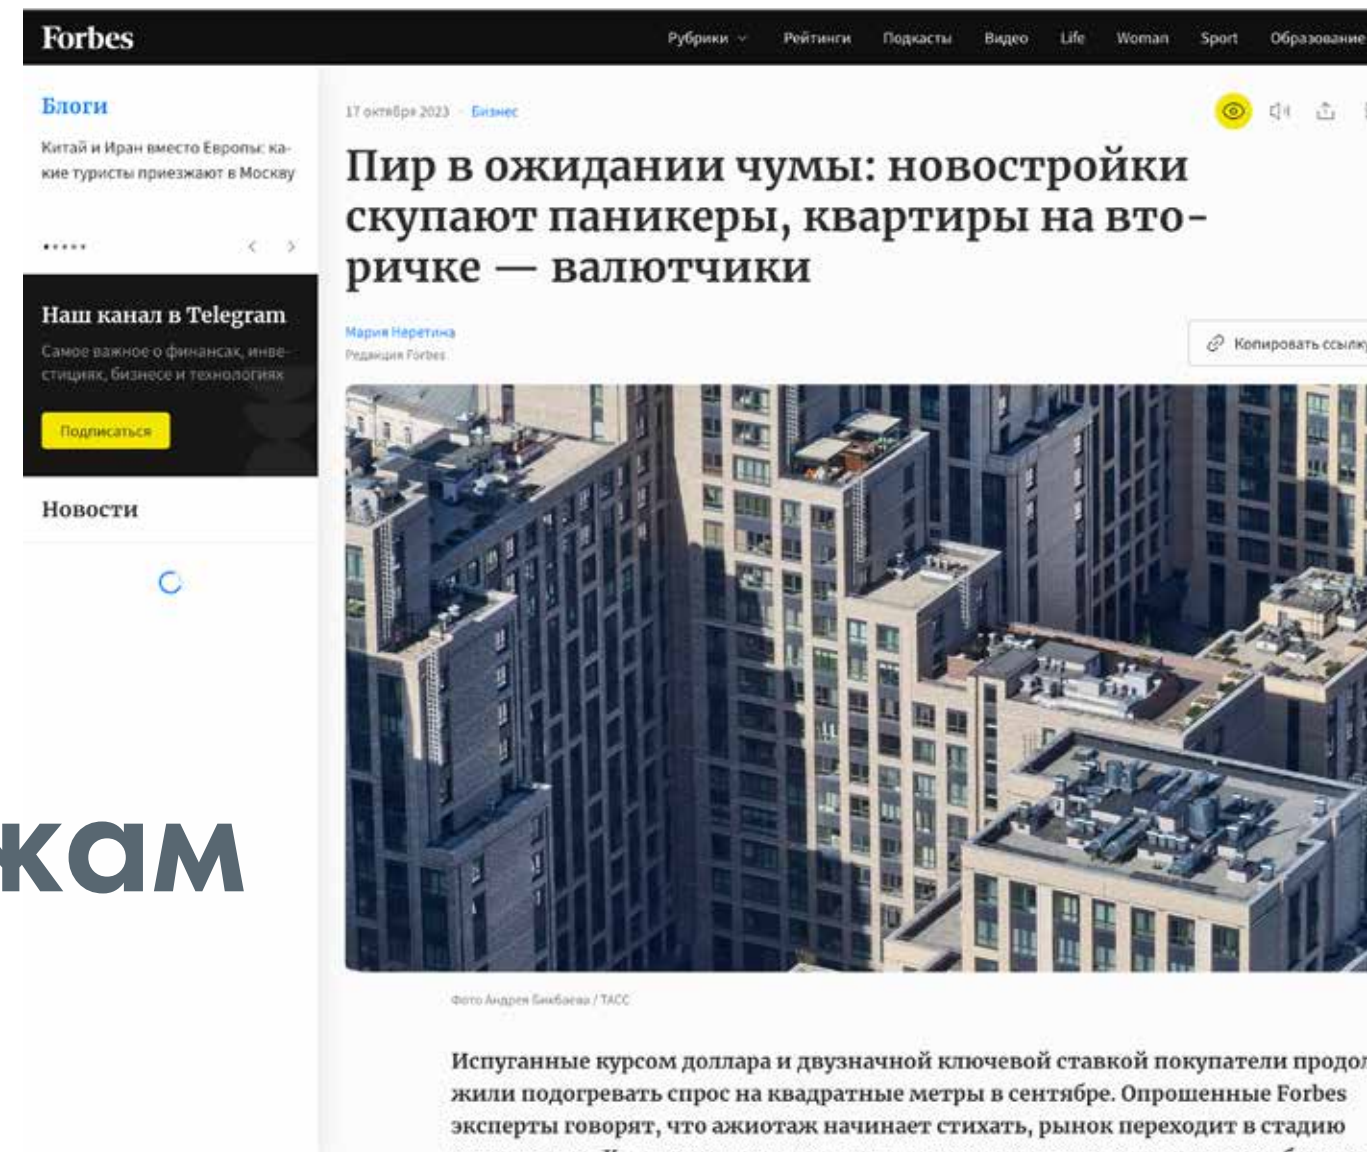 Forbes
Рубрики
Рейтинги
Подкасты
Видео
Life
Woman
Sport
Образование
Блоги
Китай и Иран вместо Европы: ка-
кие туристы приезжают в Москву
Наш канал в Telegram
Самое важное о финансах, инве-
стициях, бизнесе и технологиях
Подписаться
Новости
жам
17 октября 2023 · Бизнес
Пир в ожидании чумы: новостройки
скупают паникеры, квартиры на вто-
ричке — валютчики
Мария Неретина
Редакция Forbes
Копировать ссылку
Фото Андрея Бикбаева / ТАСС
Испуганные курсом доллара и двузначной ключевой ставкой покупатели продол
жили подогревать спрос на квадратные метры в сентябре. Опрошенные Forbes
эксперты говорят, что ажиотаж начинает стихать, рынок переходит в стадию